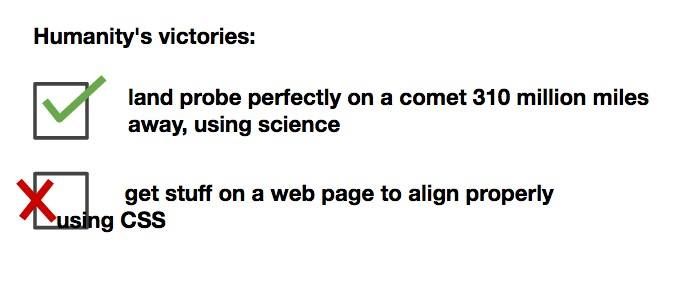 Humanity's victories:
land probe perfectly on a comet 310 million miles
away, using science
get stuff on a web page to align properly
using CSS